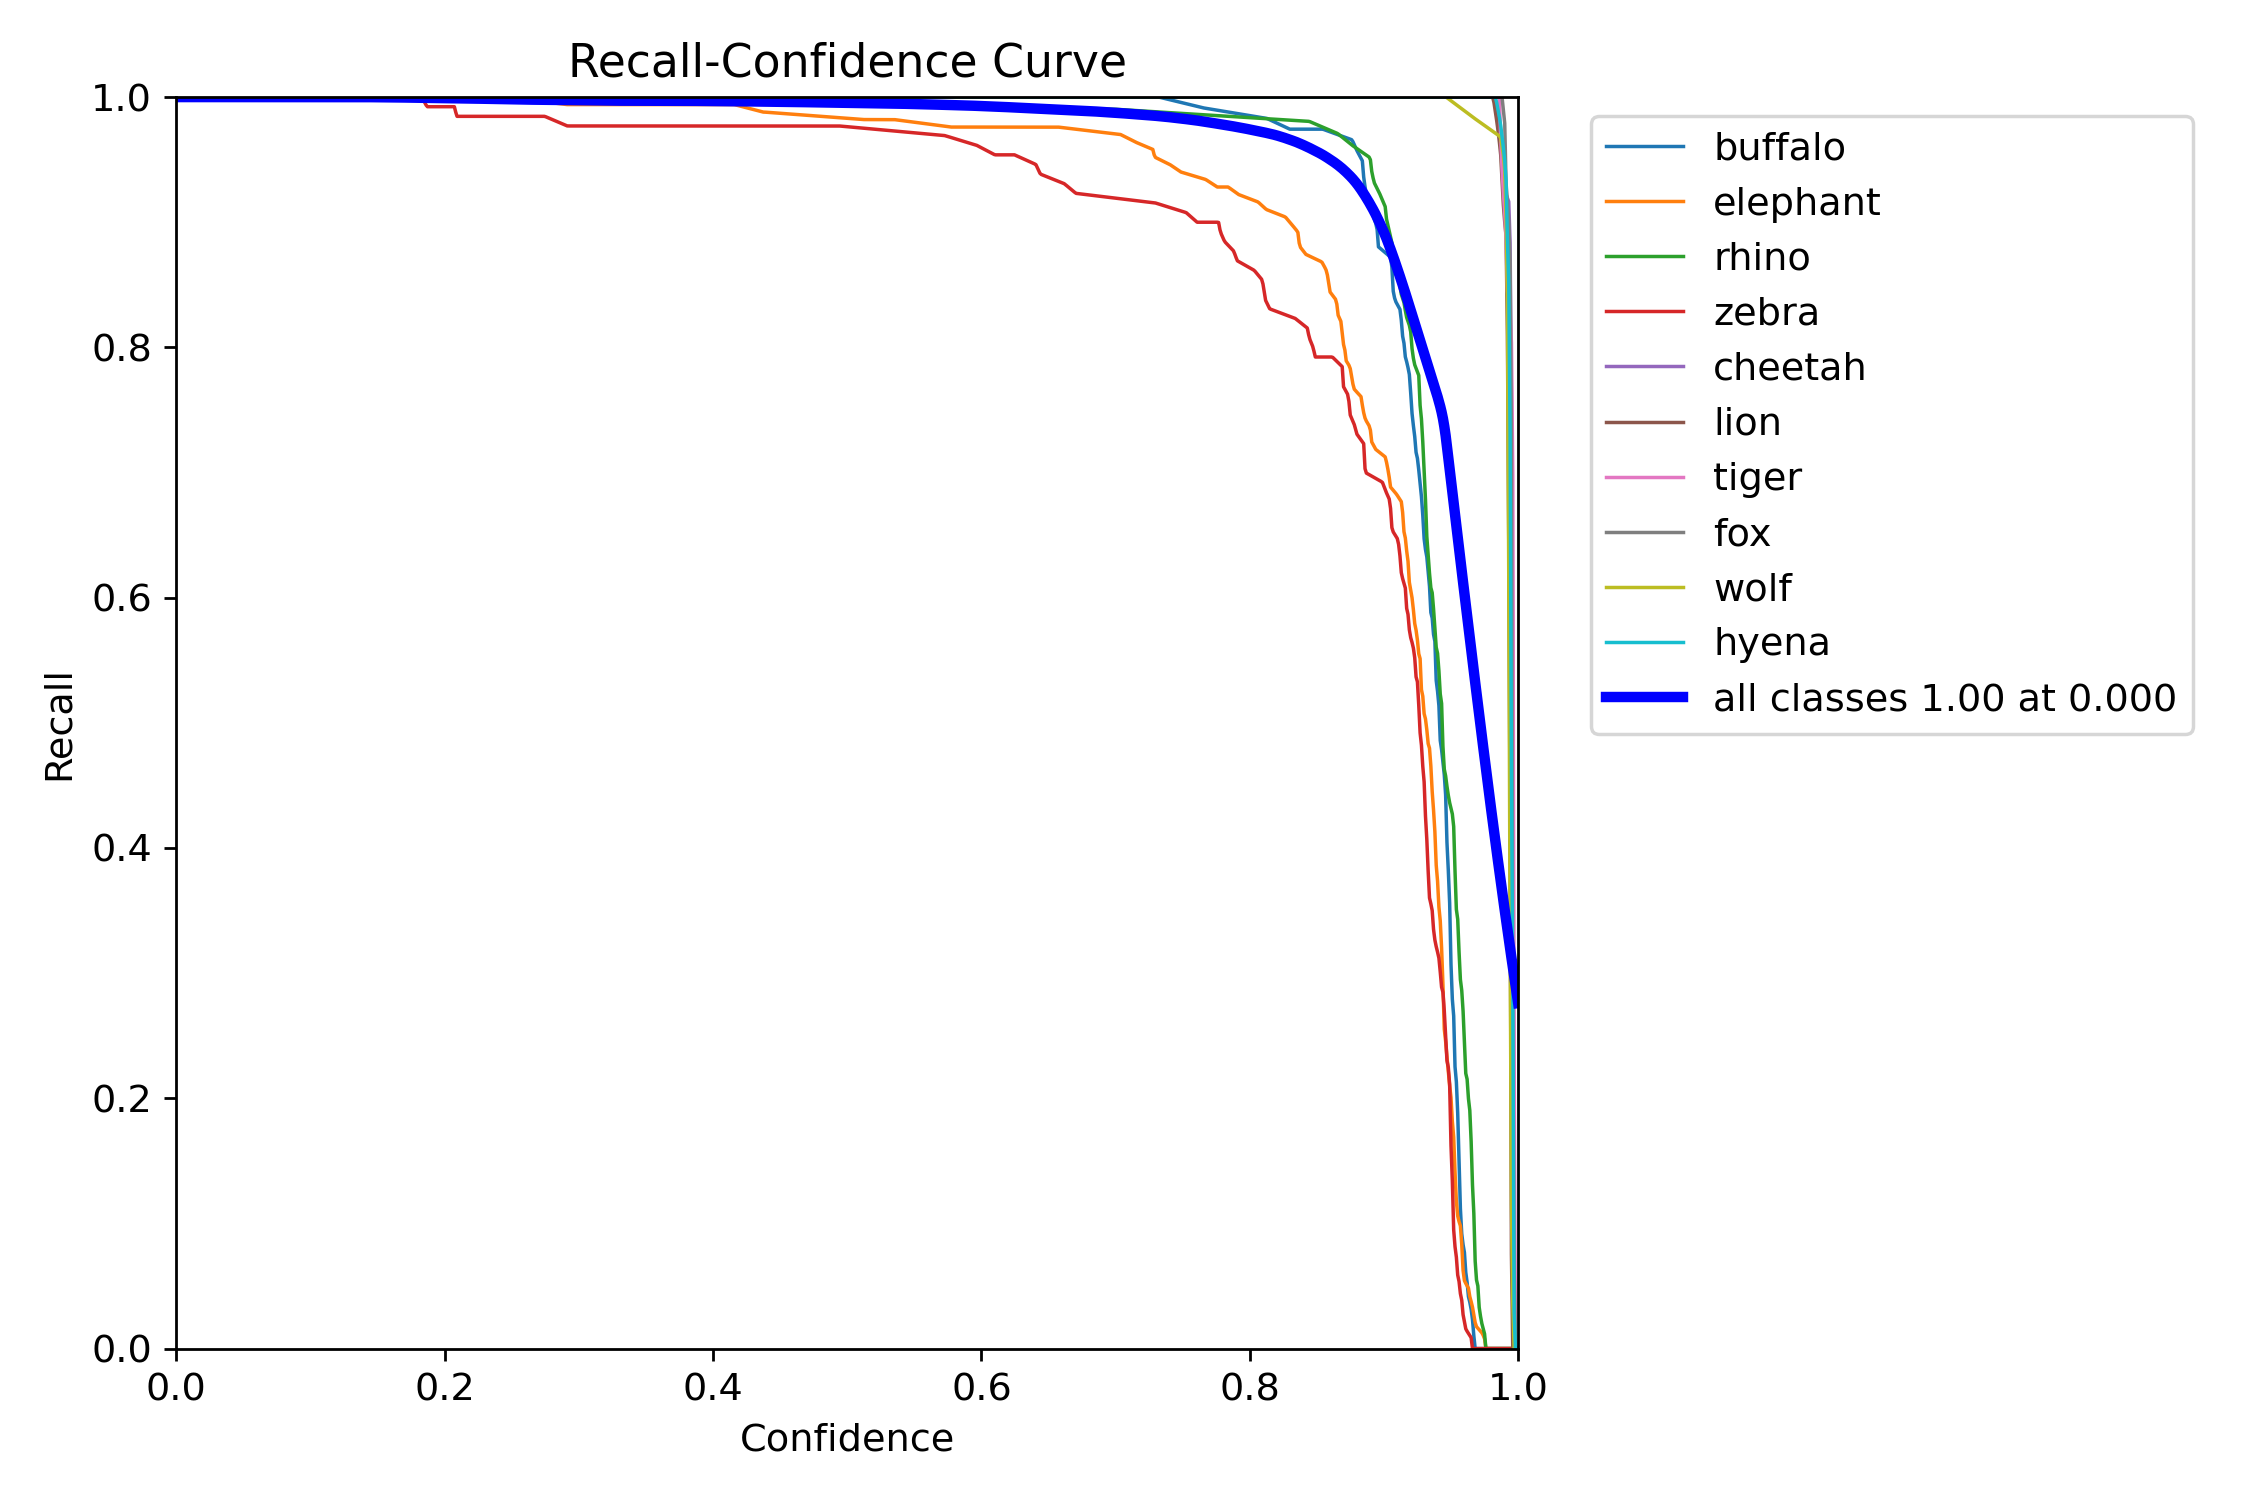 Recall-Confidence Curve
1.0
0.8
0.6
0.4
0.2
0.0
Recall
0.0 0.2 0.4 0.6 0.8 1.0
Confidence
buffalo
elephant
rhino
zebra
cheetah
lion
tiger
fox
wolf
hyena
all classes 1.00 at 0.000